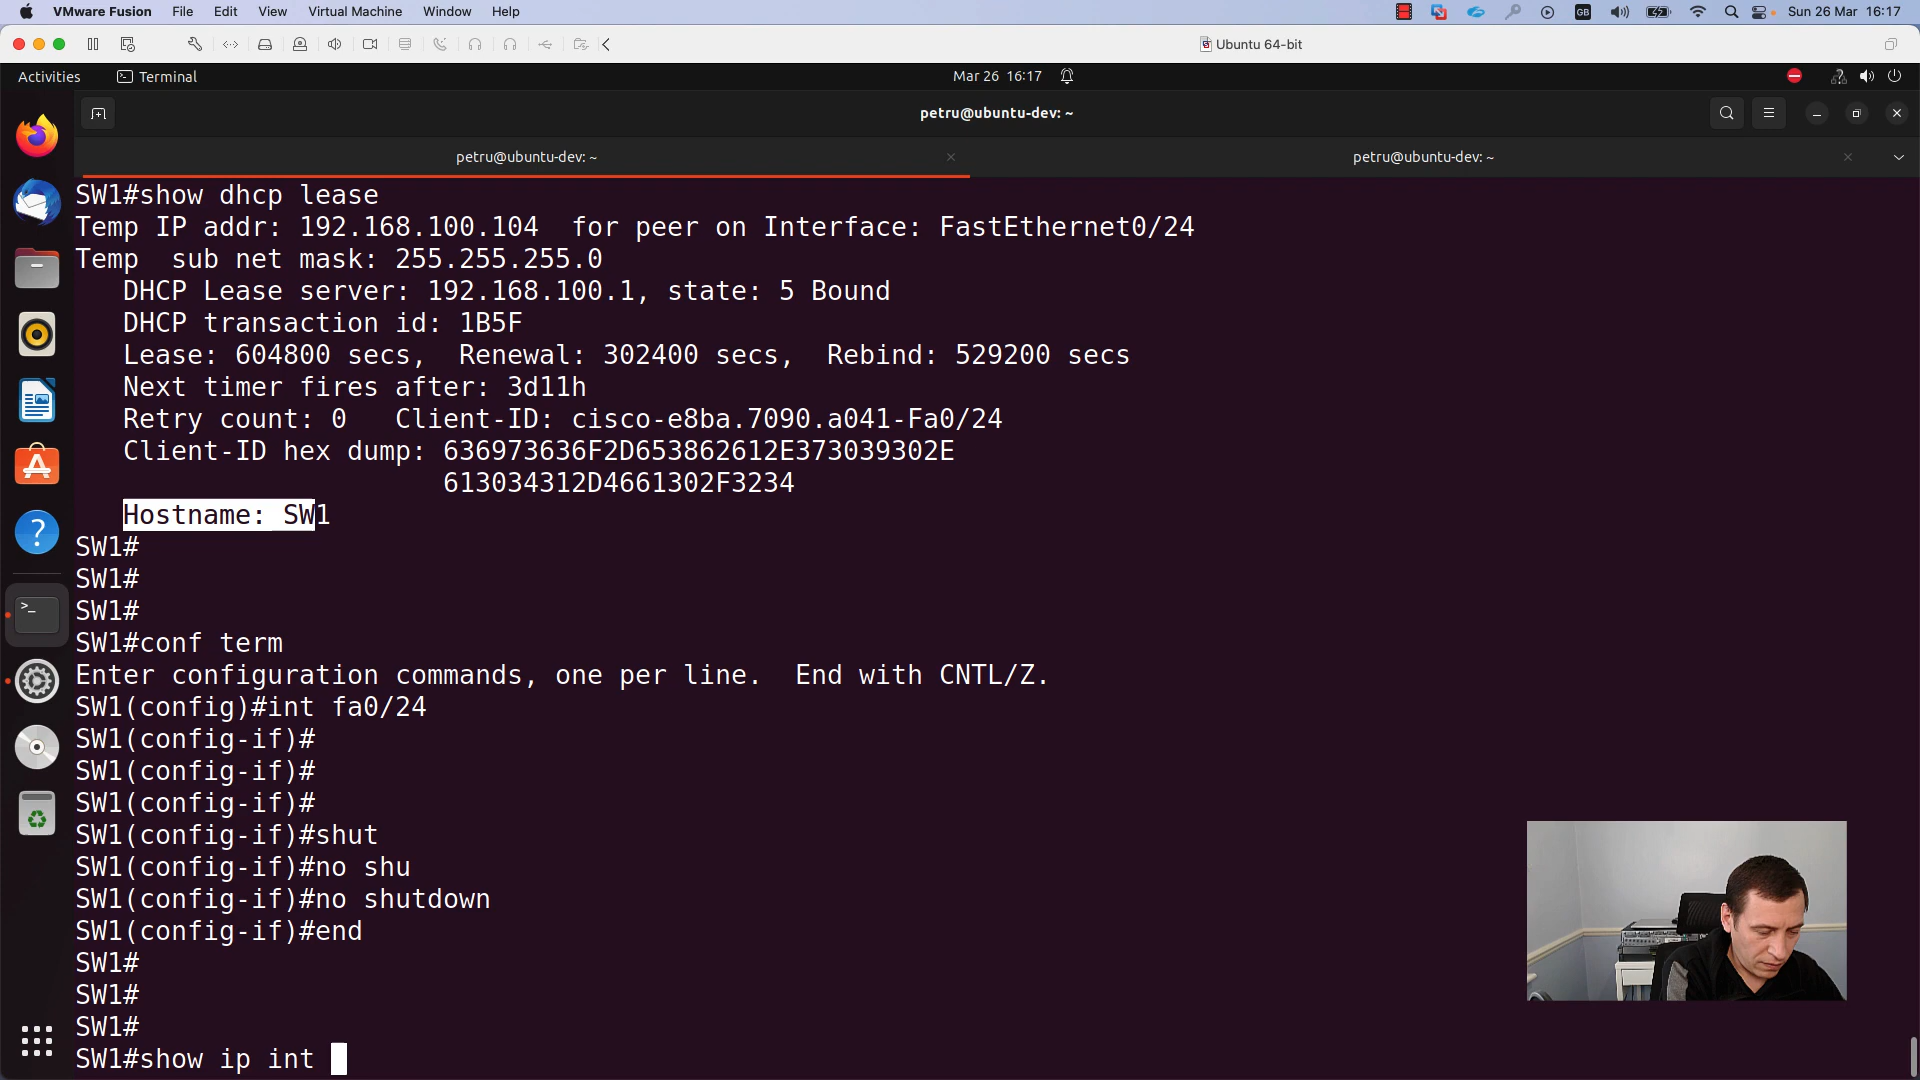 VMware Fusion File Edit View Virtual Machine Window Help GB Sun 26 Mar 16:17
Ubuntu 64-bit
Activities Terminal Mar 26 16:17
petru@ubuntu-dev: ~
petru@ubuntu-dev: ~ petru@ubuntu-dev: ~
SW1#show dhcp lease
Temp IP addr: 192.168.100.104  for peer on Interface: FastEthernet0/24
Temp  sub net mask: 255.255.255.0
   DHCP Lease server: 192.168.100.1, state: 5 Bound
   DHCP transaction id: 1B5F
   Lease: 604800 secs,  Renewal: 302400 secs,  Rebind: 529200 secs
   Next timer fires after: 3d11h
   Retry count: 0   Client-ID: cisco-e8ba.7090.a041-Fa0/24
   Client-ID hex dump: 636973636F2D653862612E373039302E
                       613034312D4661302F3234
   Hostname: SW1
SW1#
SW1#
SW1#
SW1#conf term
Enter configuration commands, one per line.  End with CNTL/Z.
SW1(config)#int fa0/24
SW1(config-if)#
SW1(config-if)#
SW1(config-if)#
SW1(config-if)#shut
SW1(config-if)#no shu
SW1(config-if)#no shutdown
SW1(config-if)#end
SW1#
SW1#
SW1#
SW1#show ip int